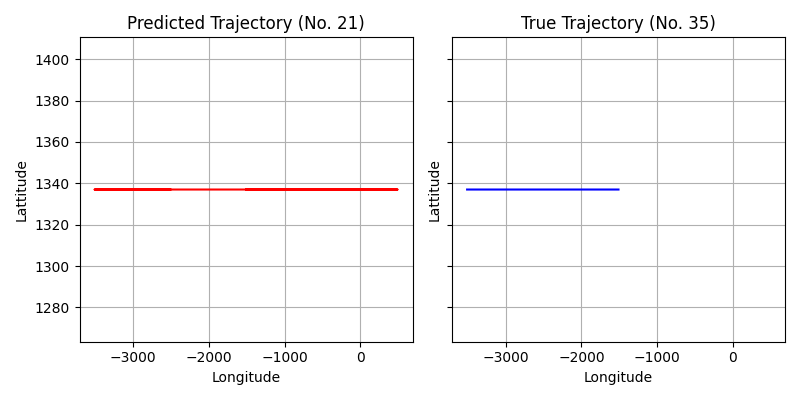 Predicted Trajectory (No. 21)
Lattitude
1400
1380
1360
1340
1320
1300
1280
−3000 −2000 −1000 0
Longitude
True Trajectory (No. 35)
Lattitude
−3000 −2000 −1000 0
Longitude